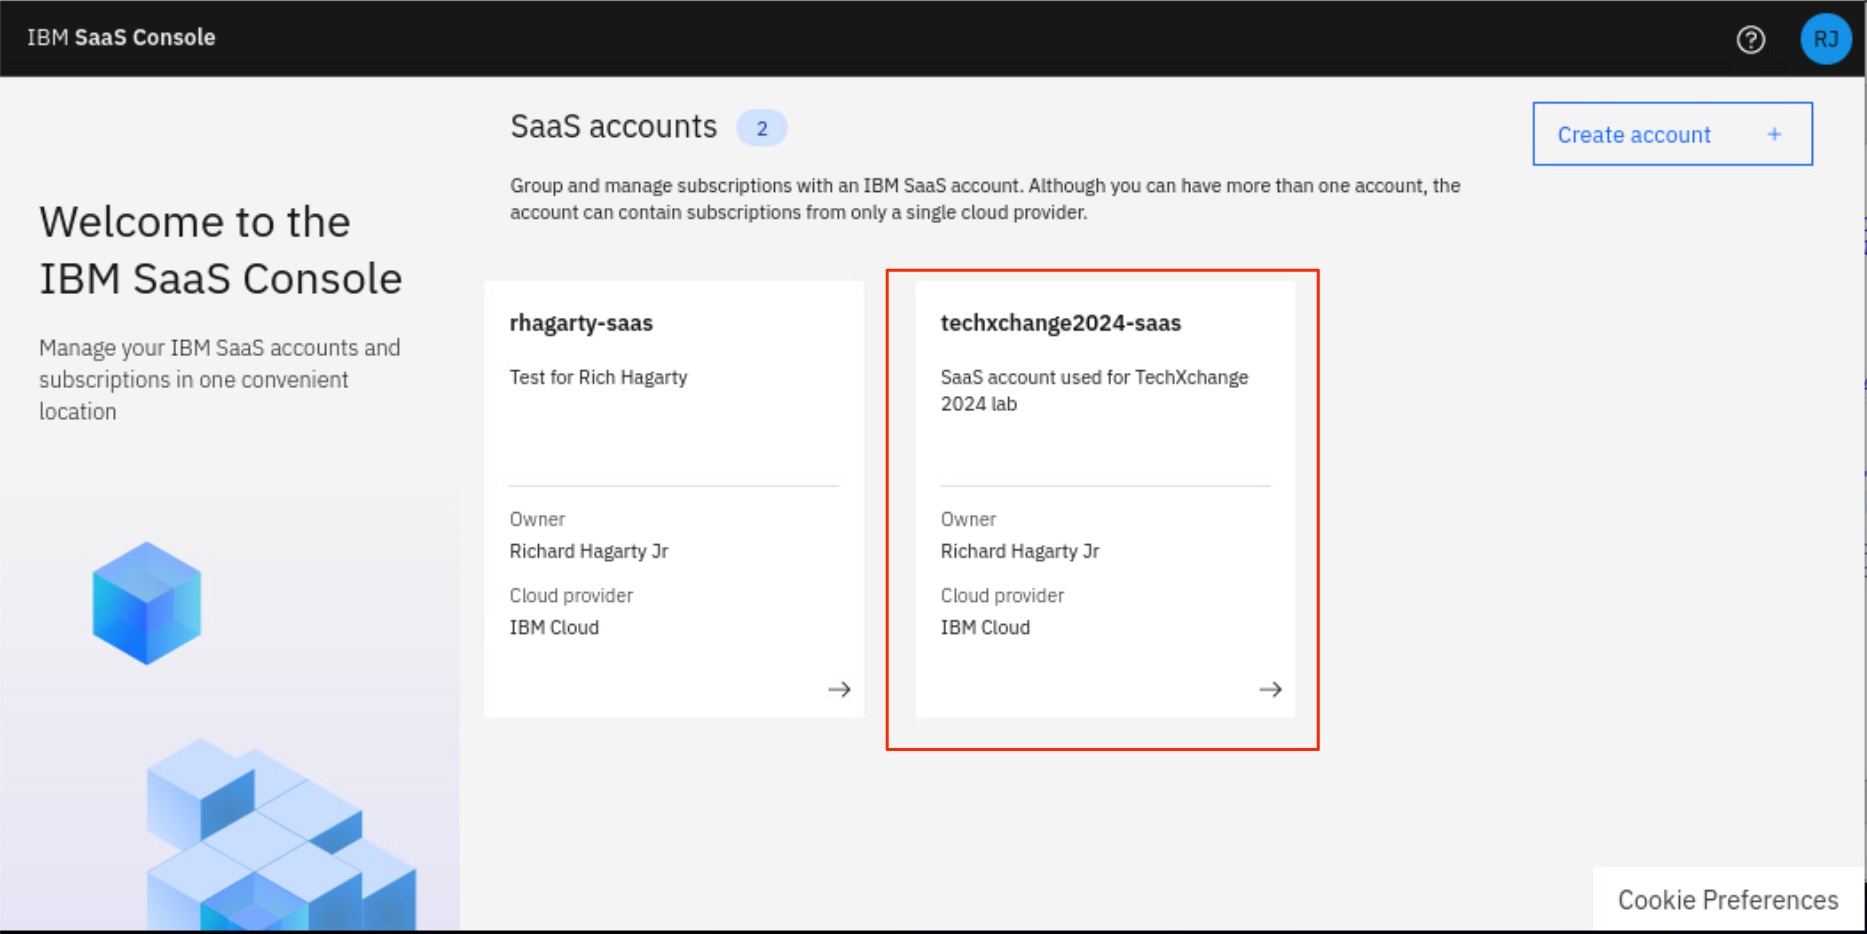 IBM SaaS Console
RJ
Welcome to the
IBM SaaS Console
Manage your IBM SaaS accounts and
subscriptions in one convenient
location
SaaS accounts 2
Create account +
Group and manage subscriptions with an IBM SaaS account. Although you can have more than one account, the
account can contain subscriptions from only a single cloud provider.
rhagarty-saas
Test for Rich Hagarty
Owner
Richard Hagarty Jr
Cloud provider
IBM Cloud
techxchange2024-saas
SaaS account used for TechXchange
2024 lab
Owner
Richard Hagarty Jr
Cloud provider
IBM Cloud
Cookie Preferences